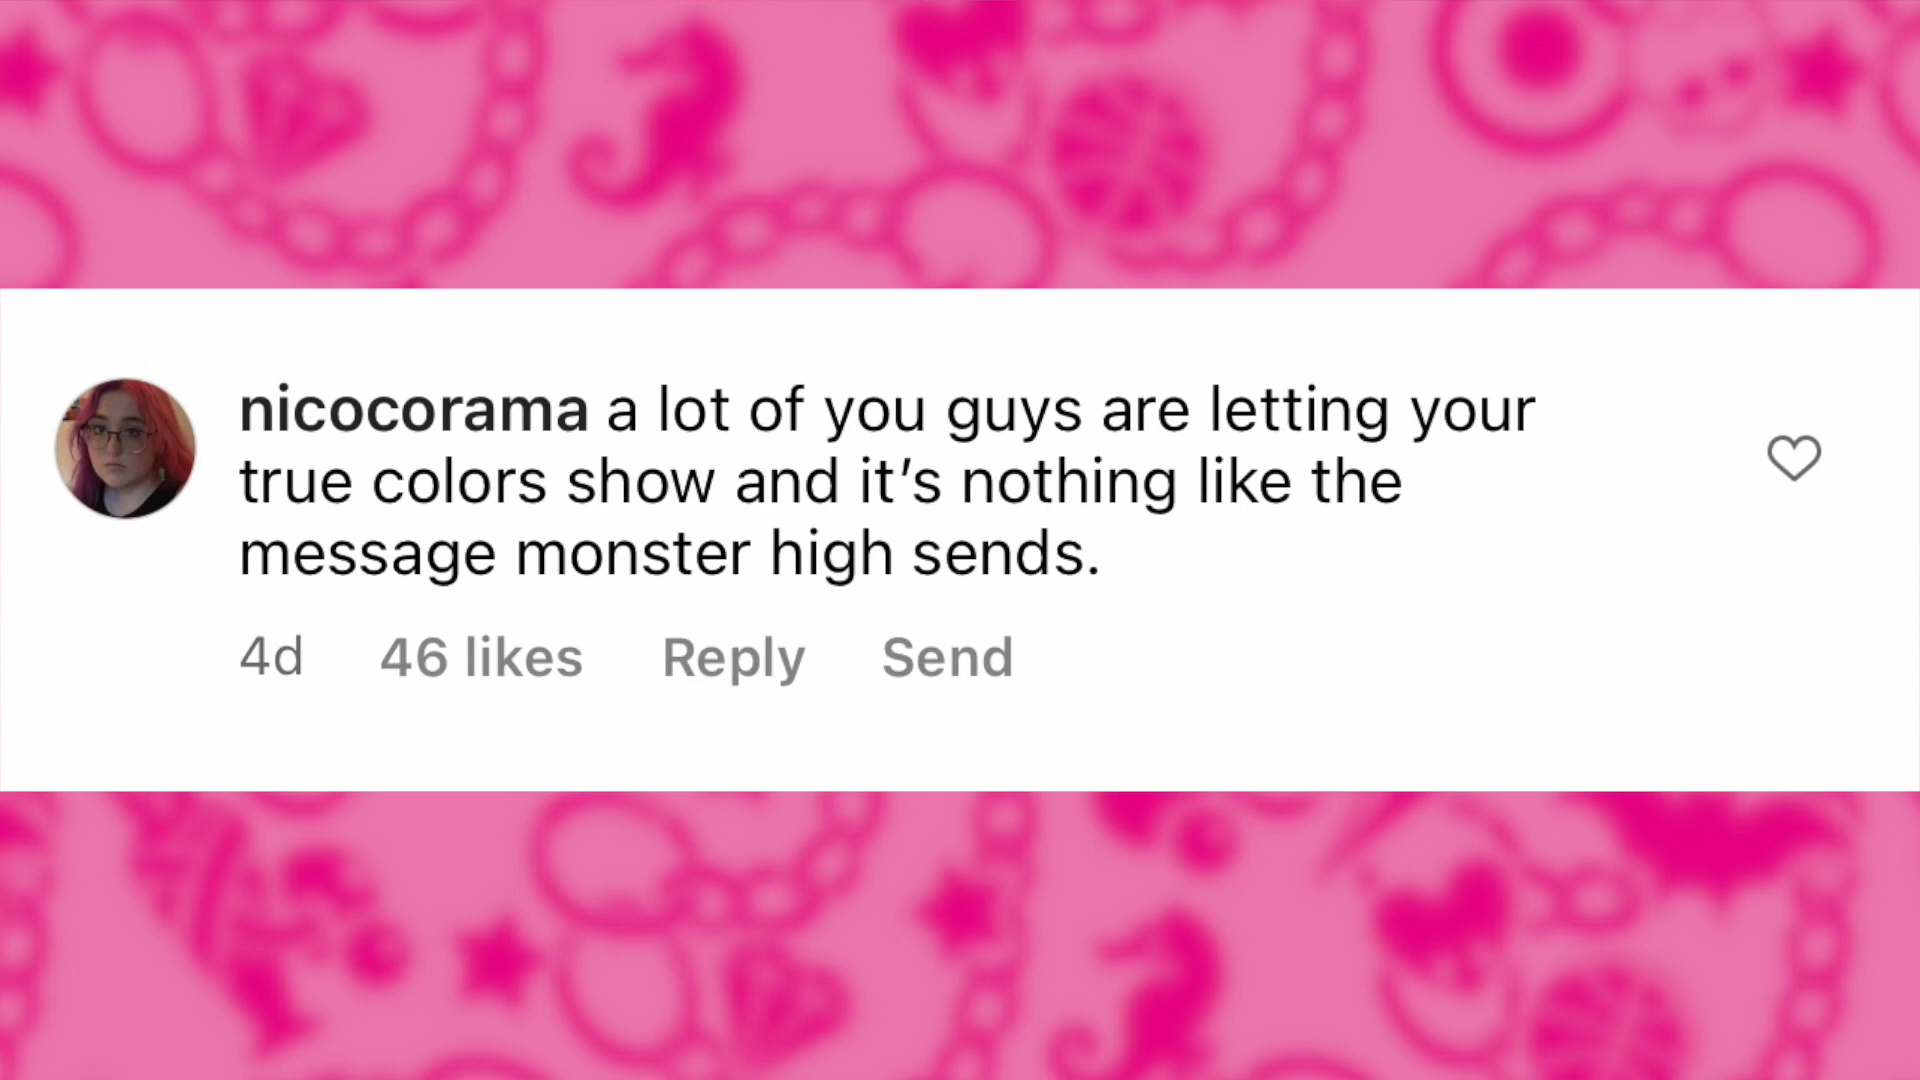 nicocorama a lot of you guys are letting your
true colors show and it’s nothing like the
message monster high sends.
4d 46 likes Reply Send